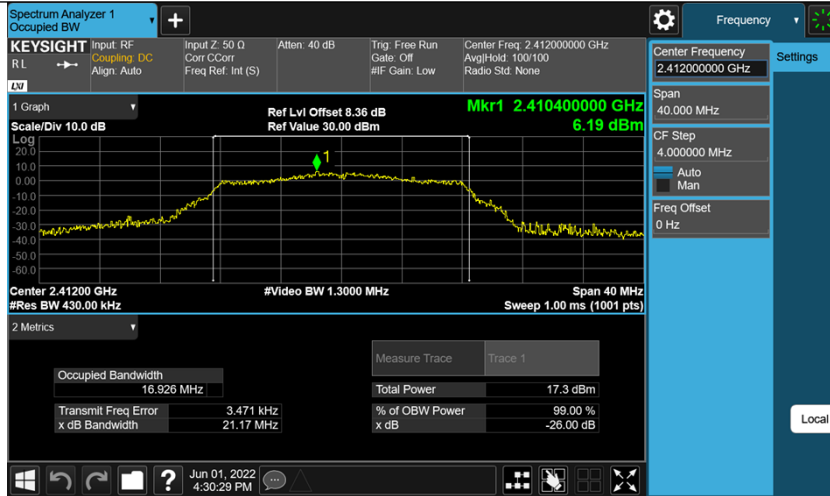 Spectrum Analyzer 1
Occupied BW
Frequency
KEYSIGHT
RL
LXI
Input: RF
Coupling: DC
Align: Auto
Input Z: 50 Ω
Corr CCorr
Freq Ref: Int (S)
Atten: 40 dB
Trig: Free Run
Gate: Off
#IF Gain: Low
Center Freq: 2.412000000 GHz
Avg|Hold: 100/100
Radio Std: None
Center Frequency
2.412000000 GHz
Settings
Span
40.000 MHz
CF Step
4.000000 MHz
Auto
Man
Freq Offset
0 Hz
Local
1 Graph
Scale/Div 10.0 dB
Ref Lvl Offset 8.36 dB
Ref Value 30.00 dBm
Mkr1 2.410400000 GHz
6.19 dBm
Log
20.0
10.0
0.00
-10.0
-20.0
-30.0
-40.0
-50.0
-60.0
1
Center 2.41200 GHz
#Res BW 430.00 kHz
#Video BW 1.3000 MHz
Span 40 MHz
Sweep 1.00 ms (1001 pts)
2 Metrics
Measure Trace Trace 1
Occupied Bandwidth
16.926 MHz
Total Power 17.3 dBm
Transmit Freq Error 3.471 kHz
% of OBW Power 99.00 %
x dB Bandwidth 21.17 MHz
x dB -26.00 dB
Jun 01, 2022
4:30:29 PM